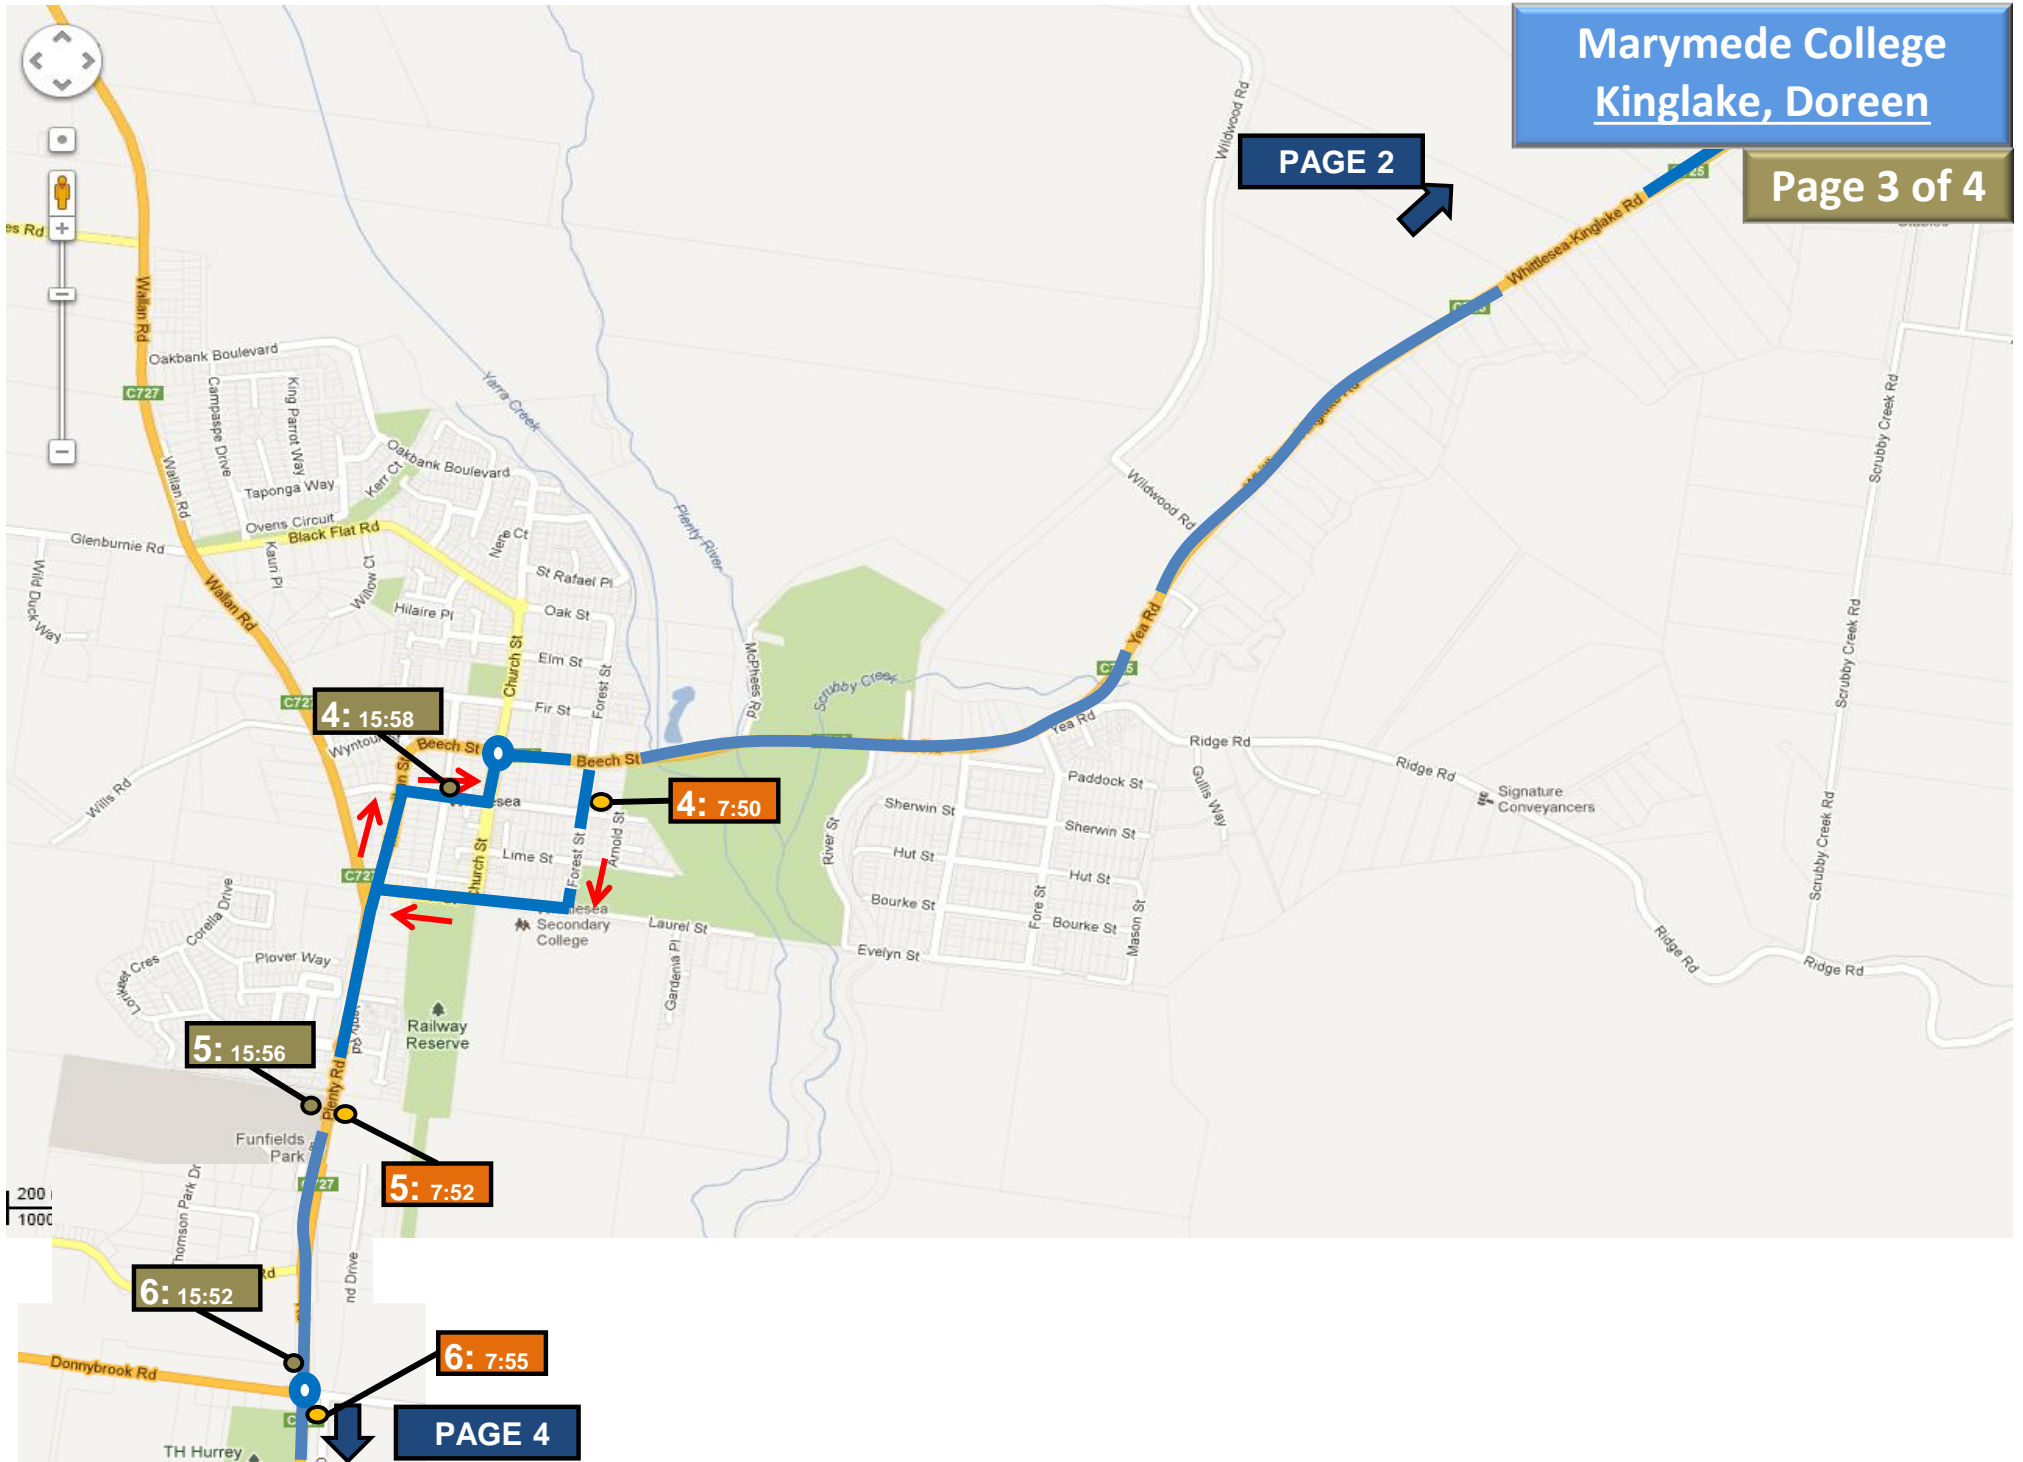 Marymede College
Kinglake, Doreen
PAGE 2
Page 3 of 4
Wildwood Rd
Whittlesea-Kinglake Rd
es Rd
Wallan Rd
Oakbank Boulevard
C727
Campaspe Drive
King Parrot Way
Yarra Creek
Scrubby Creek Rd
Oakbank Boulevard
Kerr Ct
Taponga Way
Wallan Rd
Wildwood Rd
Plenty River
Ovens Circuit
Black Flat Rd
Glenburnie Rd
Kauri Pl
Willow Ct
St Rafael Pl
Wild Duck Way
Wallan Rd
Hilaire Pl
Oak St
Yea Rd
Church St
Elm St
Forest St
McPhees Rd
Scrubby Creek
Scrubby Creek Rd
4: 15:58
Fir St
Yea Rd
Beech St
Beech St
Ridge Rd
Ridge Rd
Paddock St
Gullis Way
Signature
Conveyancers
Wills Rd
4: 7:50
Sherwin St
Sherwin St
River St
Arnold St
Church St
Lime St
Forest St
Hut St
Hut St
Scrubby Creek Rd
C727
Corella Drive
Bourke St
Fore St
Bourke St
Mason St
Secondary
College
Laurel St
Evelyn St
Gardenia Pl
Plover Way
Ridge Rd
Ridge Rd
Railway
Reserve
5: 15:56
Plenty Rd
Funfields
Park
5: 7:52
200
1000
Thomson Park Dr
nd Drive
6: 15:52
6: 7:55
Donnybrook Rd
PAGE 4
TH Hurrey